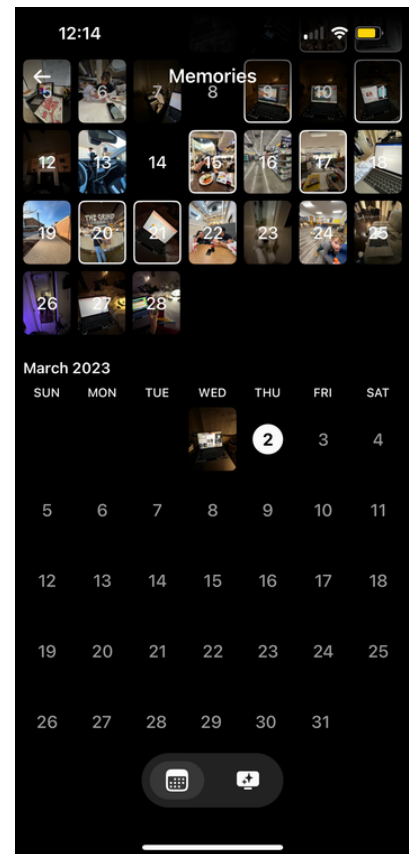 12:14
Memories
5 6 7 8 9 10 11
12 13 14 15 16 17 18
19 20 21 22 23 24 25
THE GRIND
26 27 28
March 2023
SUN MON TUE WED THU FRI SAT
2 3 4
5 6 7 8 9 10 11
12 13 14 15 16 17 18
19 20 21 22 23 24 25
26 27 28 29 30 31